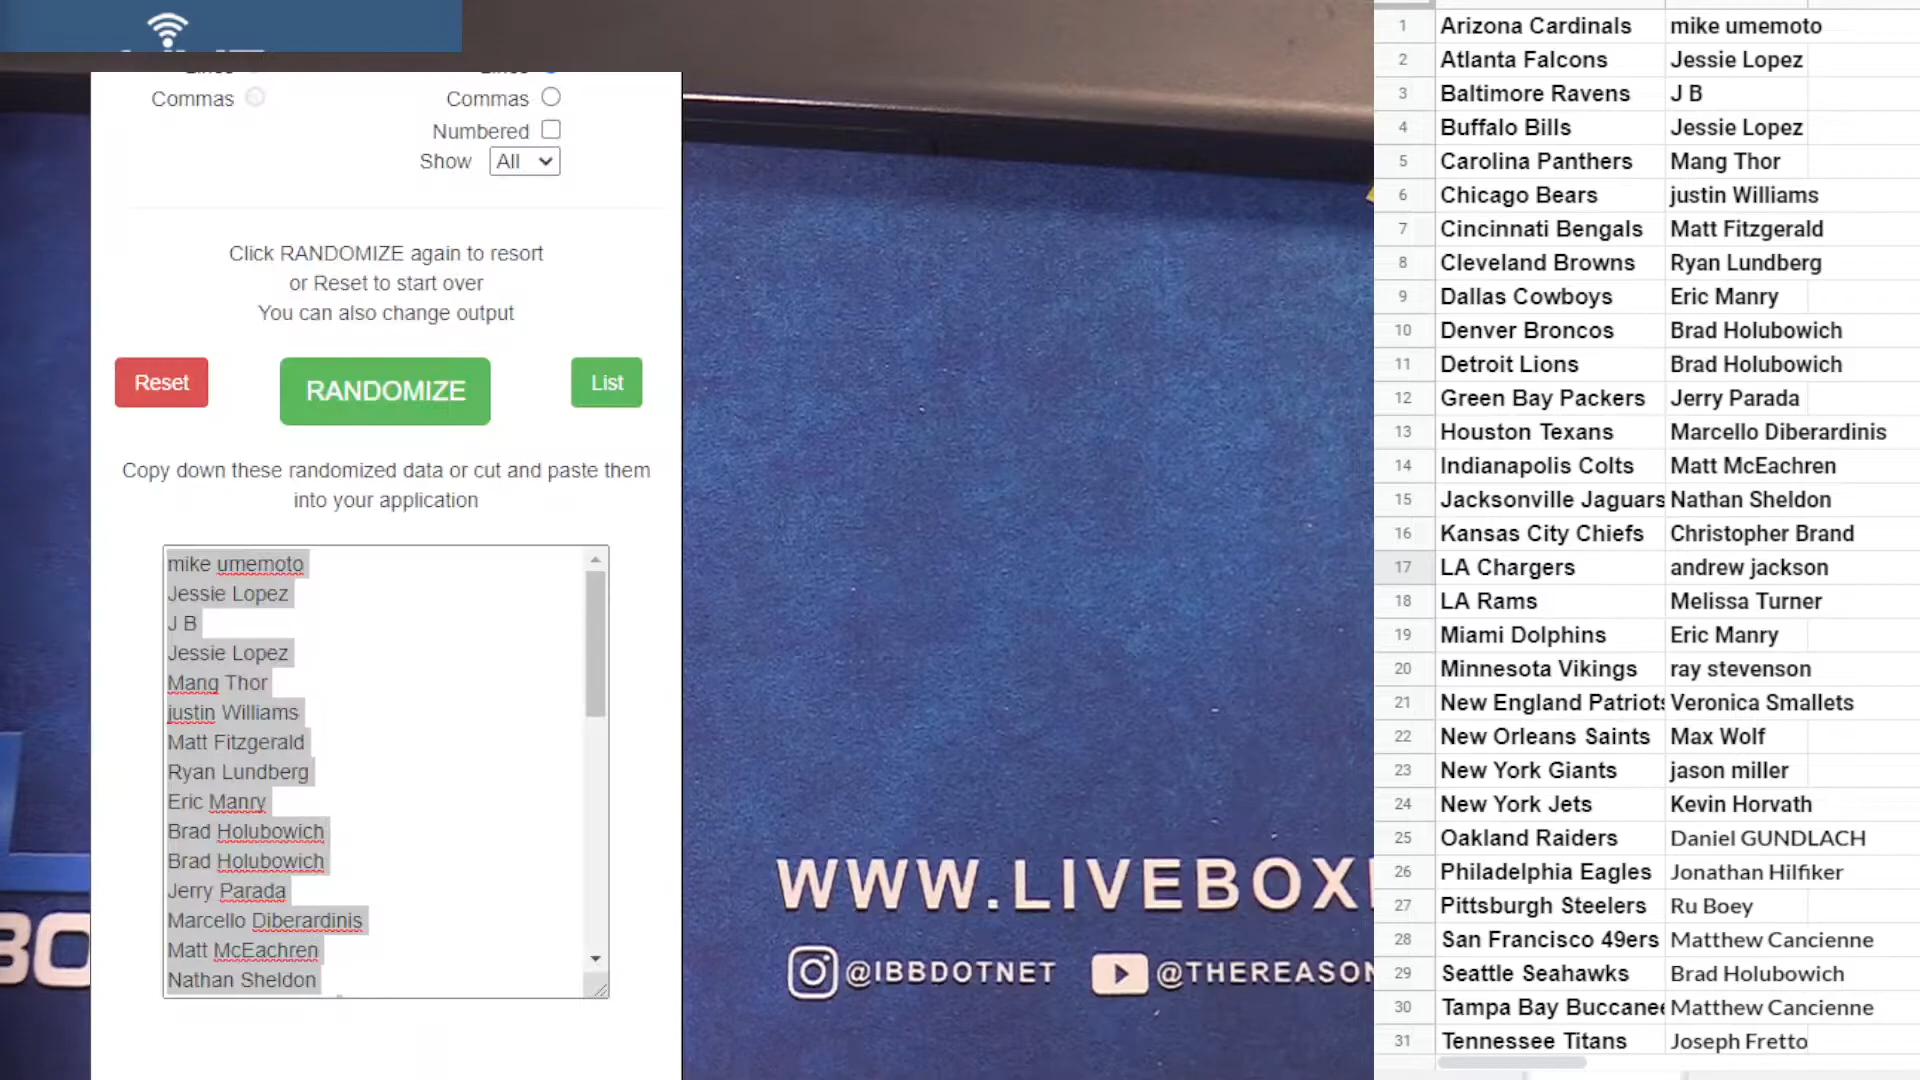 Commas
Commas
Numbered
Show All
Click RANDOMIZE again to resort
or Reset to start over
You can also change output
Reset
RANDOMIZE
List
Copy down these randomized data or cut and paste them
into your application
mike umemoto
Jessie Lopez
J B
Jessie Lopez
Mang Thor
justin Williams
Matt Fitzgerald
Ryan Lundberg
Eric Manry
Brad Holubowich
Brad Holubowich
Jerry Parada
Marcello Diberardinis
Matt McEachren
Nathan Sheldon
BO
WWW.LIVEBOX
@IBBDOTNET @THEREASON
1 Arizona Cardinals mike umemoto
2 Atlanta Falcons Jessie Lopez
3 Baltimore Ravens J B
4 Buffalo Bills Jessie Lopez
5 Carolina Panthers Mang Thor
6 Chicago Bears justin Williams
7 Cincinnati Bengals Matt Fitzgerald
8 Cleveland Browns Ryan Lundberg
9 Dallas Cowboys Eric Manry
10 Denver Broncos Brad Holubowich
11 Detroit Lions Brad Holubowich
12 Green Bay Packers Jerry Parada
13 Houston Texans Marcello Diberardinis
14 Indianapolis Colts Matt McEachren
15 Jacksonville Jaguars Nathan Sheldon
16 Kansas City Chiefs Christopher Brand
17 LA Chargers andrew jackson
18 LA Rams Melissa Turner
19 Miami Dolphins Eric Manry
20 Minnesota Vikings ray stevenson
21 New England Patriots Veronica Smallets
22 New Orleans Saints Max Wolf
23 New York Giants jason miller
24 New York Jets Kevin Horvath
25 Oakland Raiders Daniel GUNDLACH
26 Philadelphia Eagles Jonathan Hilfiker
27 Pittsburgh Steelers Ru Boey
28 San Francisco 49ers Matthew Cancienne
29 Seattle Seahawks Brad Holubowich
30 Tampa Bay Buccanee Matthew Cancienne
31 Tennessee Titans Joseph Fretto